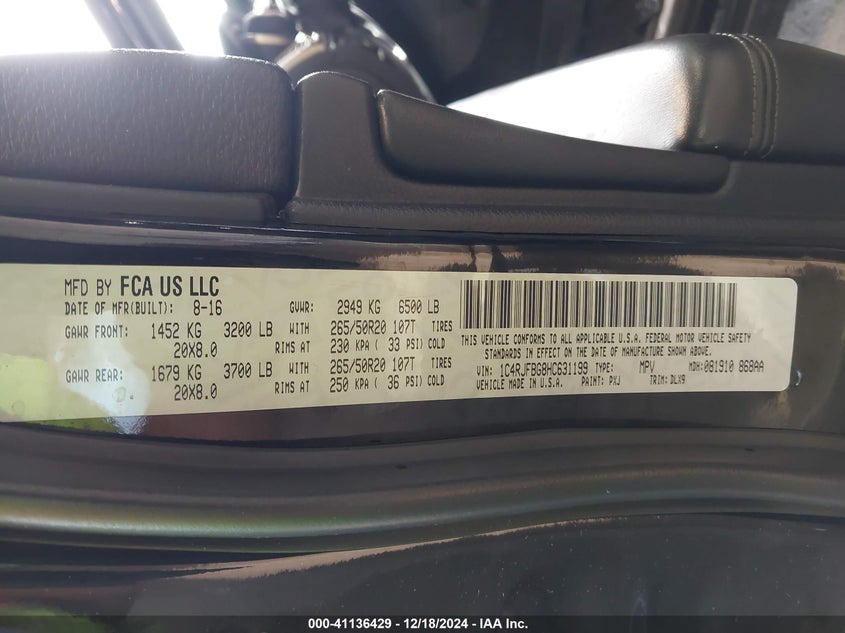 MFD BY FCA US LLC
DATE OF MFR(BUILT): 8-16 GVWR: 2949 KG 6500 LB
GAWR FRONT: 1452 KG 3200 LB WITH 265/50R20 107T TIRES
20X8.0 RIMS AT 230 KPA ( 33 PSI) COLD
GAWR REAR: 1679 KG 3700 LB WITH 265/50R20 107T TIRES
20X8.0 RIMS AT 250 KPA ( 36 PSI) COLD
THIS VEHICLE CONFORMS TO ALL APPLICABLE U.S.A. FEDERAL MOTOR VEHICLE SAFETY
STANDARDS IN EFFECT ON THE DATE OF MANUFACTURE SHOWN ABOVE.
VIN: 1C4RJFBG8HC631199 TYPE: MPV MDH: 081910 868AA
VEHICLE MADE IN U.S.A. PAINT: PXJ TRIM: DLX9
000-41136429 - 12/18/2024 - IAA Inc.